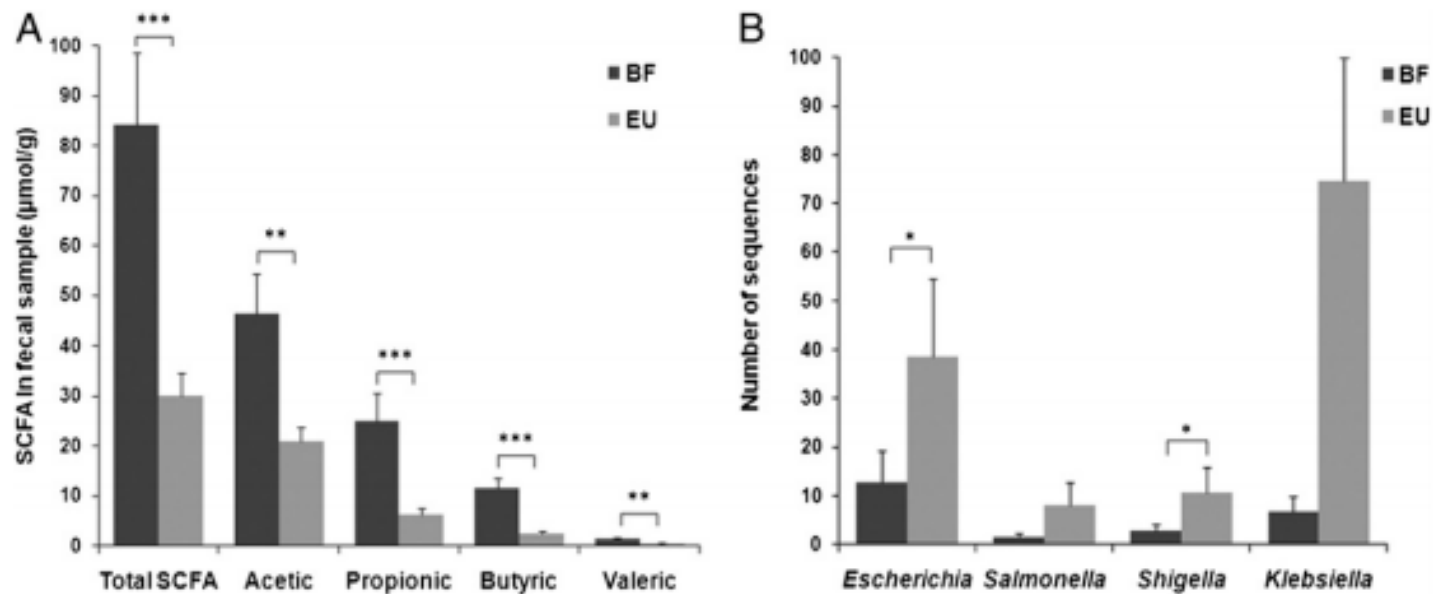 A
SCFA In fecal sample (µmol/g)
100
90
80
70
60
50
40
30
20
10
0
***
**
***
***
**
BF
EU
Total SCFA
Acetic
Propionic
Butyric
Valeric
B
Number of sequences
100
90
80
70
60
50
40
30
20
10
0
*
*
BF
EU
Escherichia
Salmonella
Shigella
Klebsiella